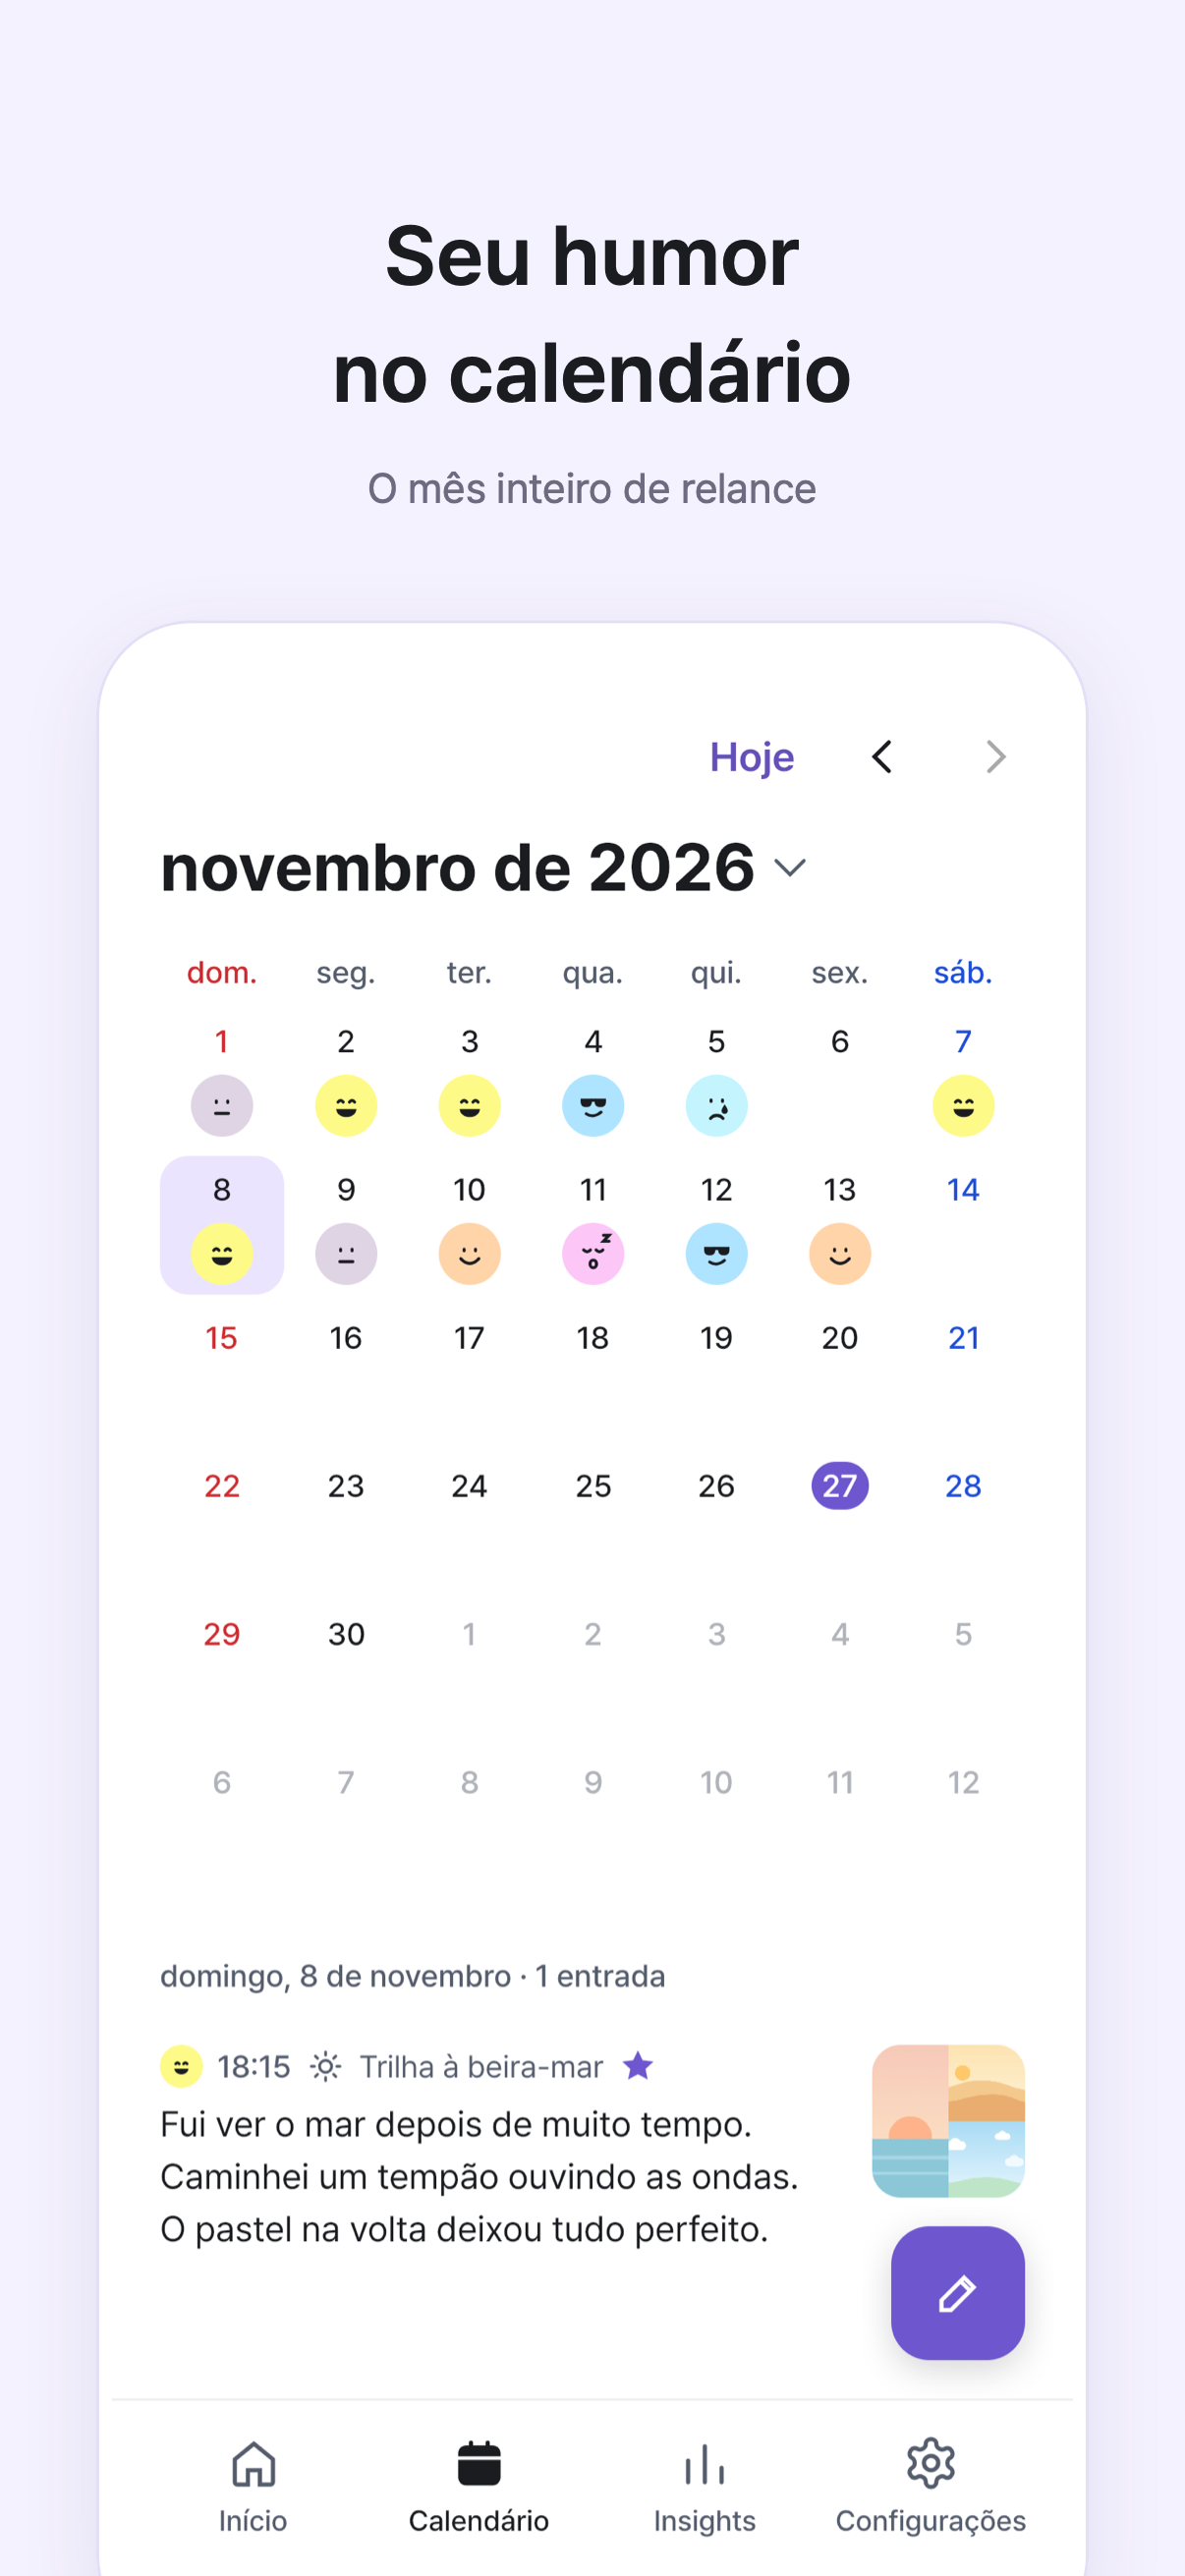 Seu humor
no calendário
O mês inteiro de relance
Hoje
novembro de 2026
dom. seg. ter. qua. qui. sex. sáb.
1 2 3 4 5 6 7
8 9 10 11 12 13 14
15 16 17 18 19 20 21
22 23 24 25 26 27 28
29 30 1 2 3 4 5
6 7 8 9 10 11 12
domingo, 8 de novembro · 1 entrada
18:15 Trilha à beira-mar
Fui ver o mar depois de muito tempo.
Caminhei um tempão ouvindo as ondas.
O pastel na volta deixou tudo perfeito.
Início Calendário Insights Configurações